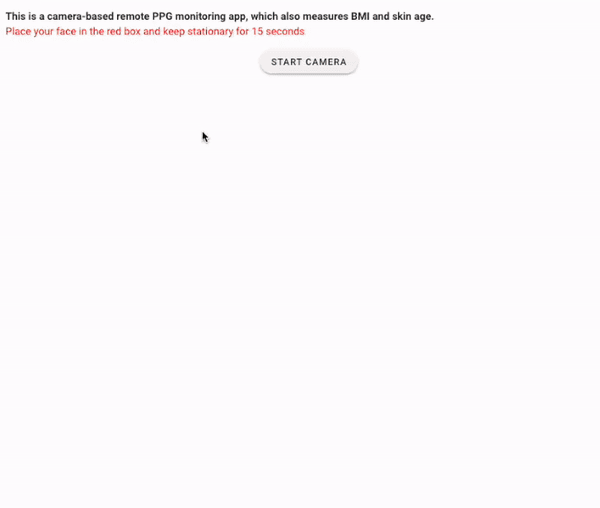 This is a camera-based remote PPG monitoring app, which also measures BMI and skin age.
Place your face in the red box and keep stationary for 15 seconds
START CAMERA